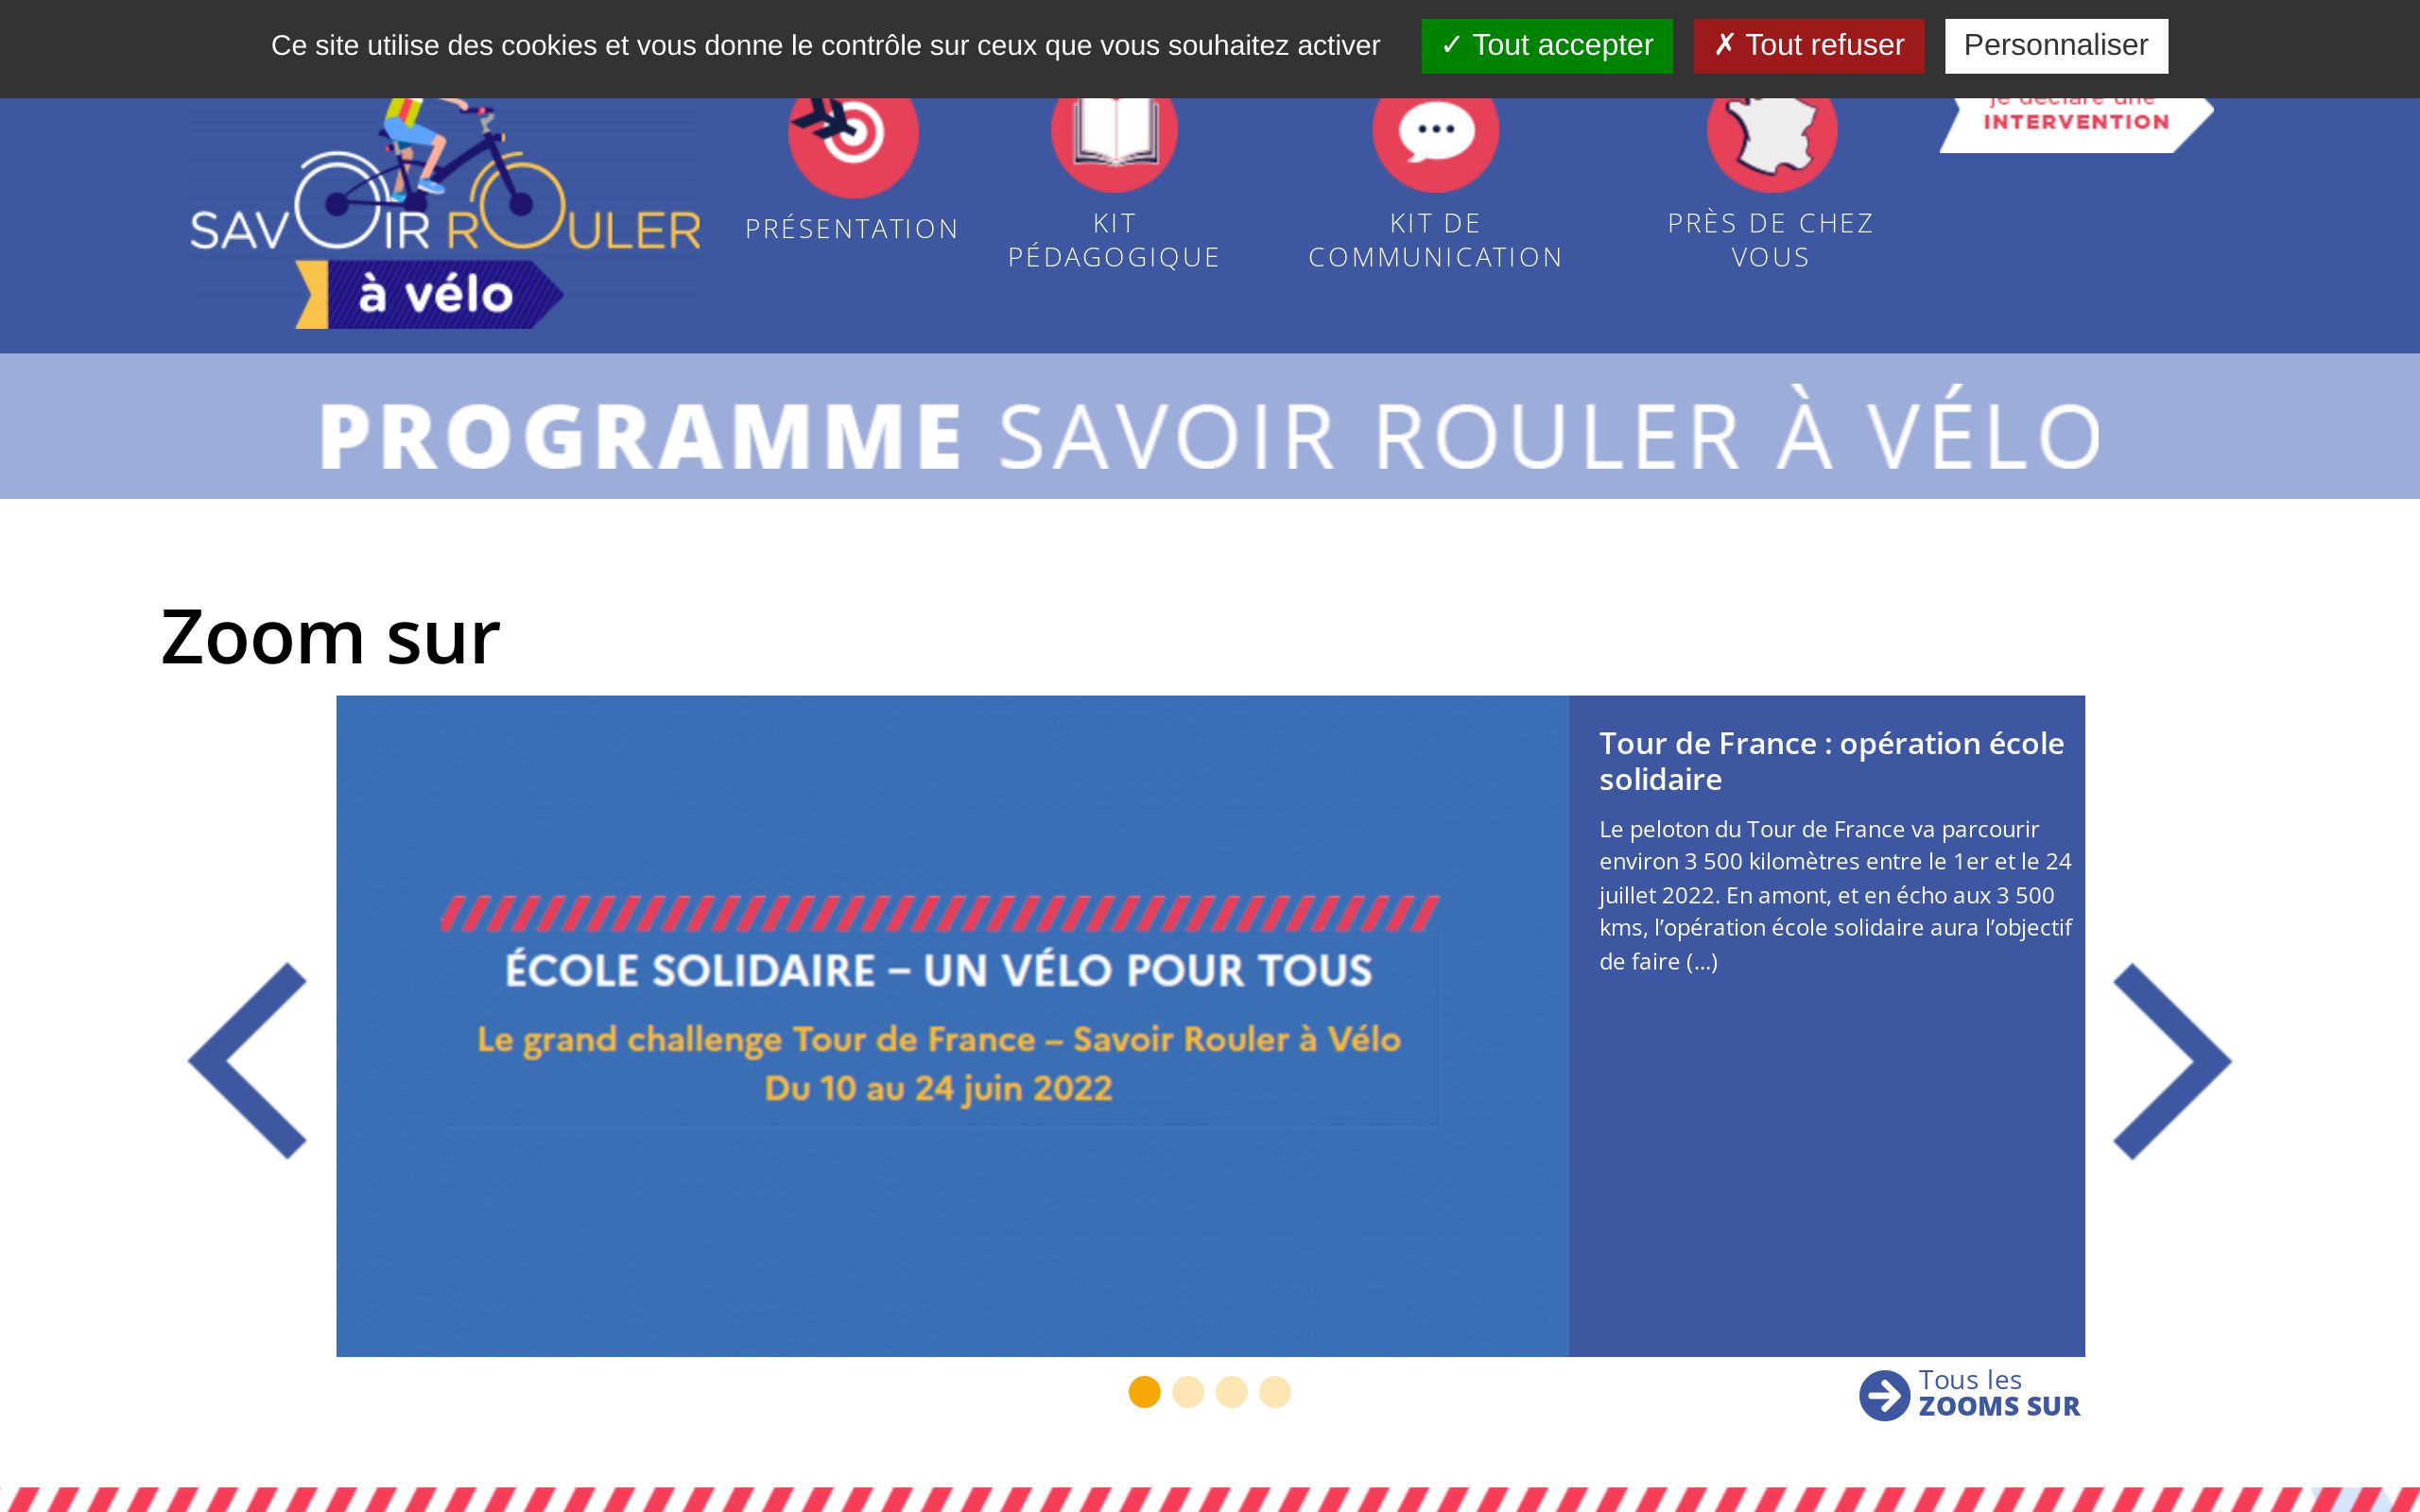 Ce site utilise des cookies et vous donne le contrôle sur ceux que vous souhaitez activer
✓ Tout accepter
✗ Tout refuser
Personnaliser
je déclare une
INTERVENTION
SAVOIR ROULER
à vélo
PRÉSENTATION
KIT
PÉDAGOGIQUE
KIT DE
COMMUNICATION
PRÈS DE CHEZ
VOUS
PROGRAMME SAVOIR ROULER À VÉLO
Zoom sur
ÉCOLE SOLIDAIRE – UN VÉLO POUR TOUS
Le grand challenge Tour de France – Savoir Rouler à Vélo
Du 10 au 24 juin 2022
Tour de France : opération école
solidaire
Le peloton du Tour de France va parcourir
environ 3 500 kilomètres entre le 1er et le 24
juillet 2022. En amont, et en écho aux 3 500
kms, l’opération école solidaire aura l’objectif
de faire (...)
Tous les
ZOOMS SUR